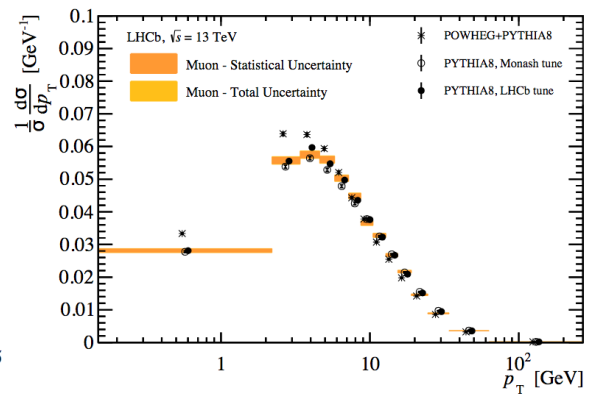 LHCb, √s = 13 TeV
Muon - Statistical Uncertainty
Muon - Total Uncertainty
POWHEG+PYTHIA8
PYTHIA8, Monash tune
PYTHIA8, LHCb tune
1/σ dσ/dp_T [GeV⁻¹]
0.1
0.09
0.08
0.07
0.06
0.05
0.04
0.03
0.02
0.01
0
1 10 10²
p_T [GeV]